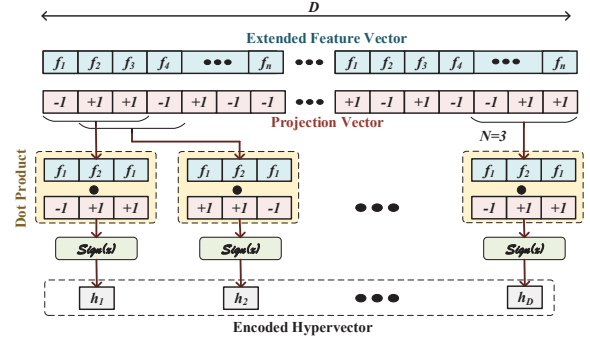 D
Extended Feature Vector
f1 f2 f3 f4 ••• fn ••• f1 f2 f3 f4 ••• fn
-1 +1 +1 -1 +1 -1 -1 ••• +1 -1 +1 -1 -1 +1 +1
Projection Vector
N=3
Dot Product
f1 f2 f1 f1 f2 f1 f1 f2 f1
-1 +1 +1 +1 +1 -1 ••• -1 +1 +1
Sign(x) Sign(x) Sign(x)
h1 h2 ••• hD
Encoded Hypervector